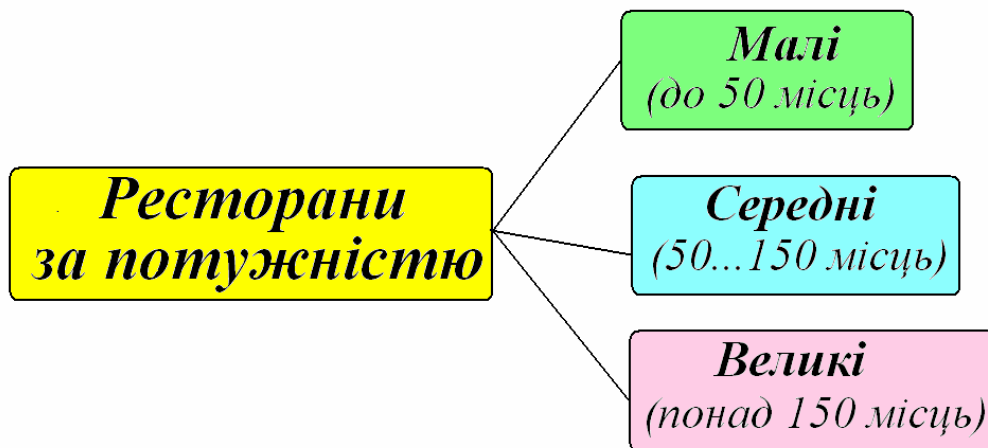 Ресторани
за потужністю
Малі
(до 50 місць)
Середні
(50...150 місць)
Великі
(понад 150 місць)